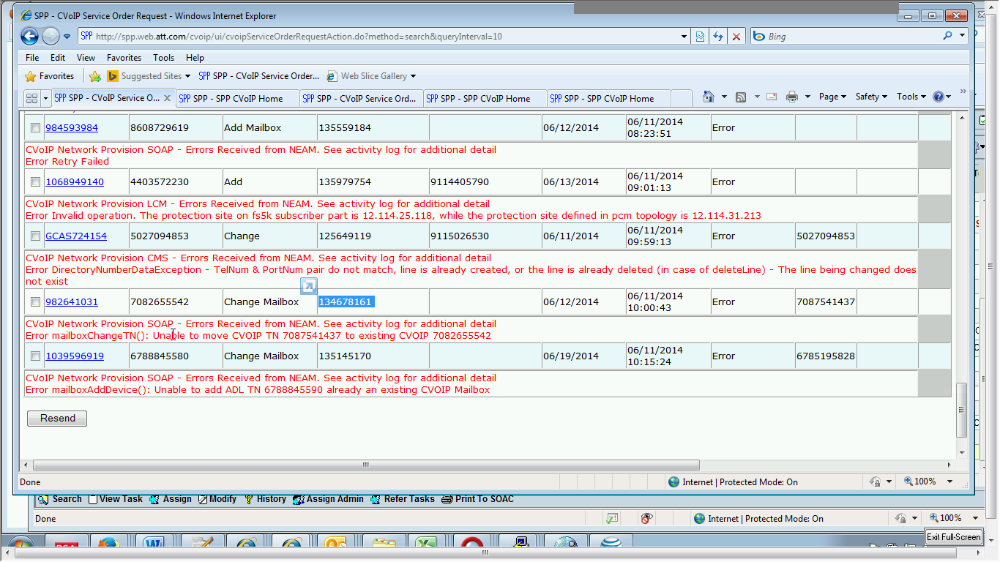 SPP - CVoIP Service Order Request - Windows Internet Explorer
SPP http://spp.web.att.com/cvoip/ui/cvoipServiceOrderRequestAction.do?method=search&queryInterval=10
Bing
File Edit View Favorites Tools Help
Favorites Suggested Sites SPP SPP - CVoIP Service Order... Web Slice Gallery
SPP SPP - CVoIP Service O... SPP SPP - SPP CVoIP Home SPP SPP - CVoIP Service Ord... SPP SPP - SPP CVoIP Home SPP SPP - SPP CVoIP Home Page Safety Tools
984593984 8608729619 Add Mailbox 135559184 06/12/2014 06/11/2014 08:23:51 Error
CVoIP Network Provision SOAP - Errors Received from NEAM. See activity log for additional detail
Error Retry Failed
1068949140 4403572230 Add 135979754 9114405790 06/13/2014 06/11/2014 09:01:13 Error
CVoIP Network Provision LCM - Errors Received from NEAM. See activity log for additional detail
Error Invalid operation. The protection site on fs5k subscriber part is 12.114.25.118, while the protection site defined in pcm topology is 12.114.31.213
GCAS724154 5027094853 Change 125649119 9115026530 06/11/2014 06/11/2014 09:59:13 Error 5027094853
CVoIP Network Provision CMS - Errors Received from NEAM. See activity log for additional detail
Error DirectoryNumberDataException - TelNum & PortNum pair do not match, line is already created, or the line is already deleted (in case of deleteLine) - The line being changed does
not exist
982641031 7082655542 Change Mailbox 134678161 06/12/2014 06/11/2014 10:00:43 Error 7087541437
CVoIP Network Provision SOAP - Errors Received from NEAM. See activity log for additional detail
Error mailboxChangeTN(): Unable to move CVOIP TN 7087541437 to existing CVOIP 7082655542
1039596919 6788845580 Change Mailbox 135145170 06/19/2014 06/11/2014 10:15:24 Error 6785195828
CVoIP Network Provision SOAP - Errors Received from NEAM. See activity log for additional detail
Error mailboxAddDevice(): Unable to add ADL TN 6788845590 already an existing CVOIP Mailbox
Resend
Done Internet | Protected Mode: On 100%
Search View Task Assign Modify History Assign Admin Refer Tasks Print To SOAC
Done Internet | Protected Mode: On 100%
Exit Full-Screen